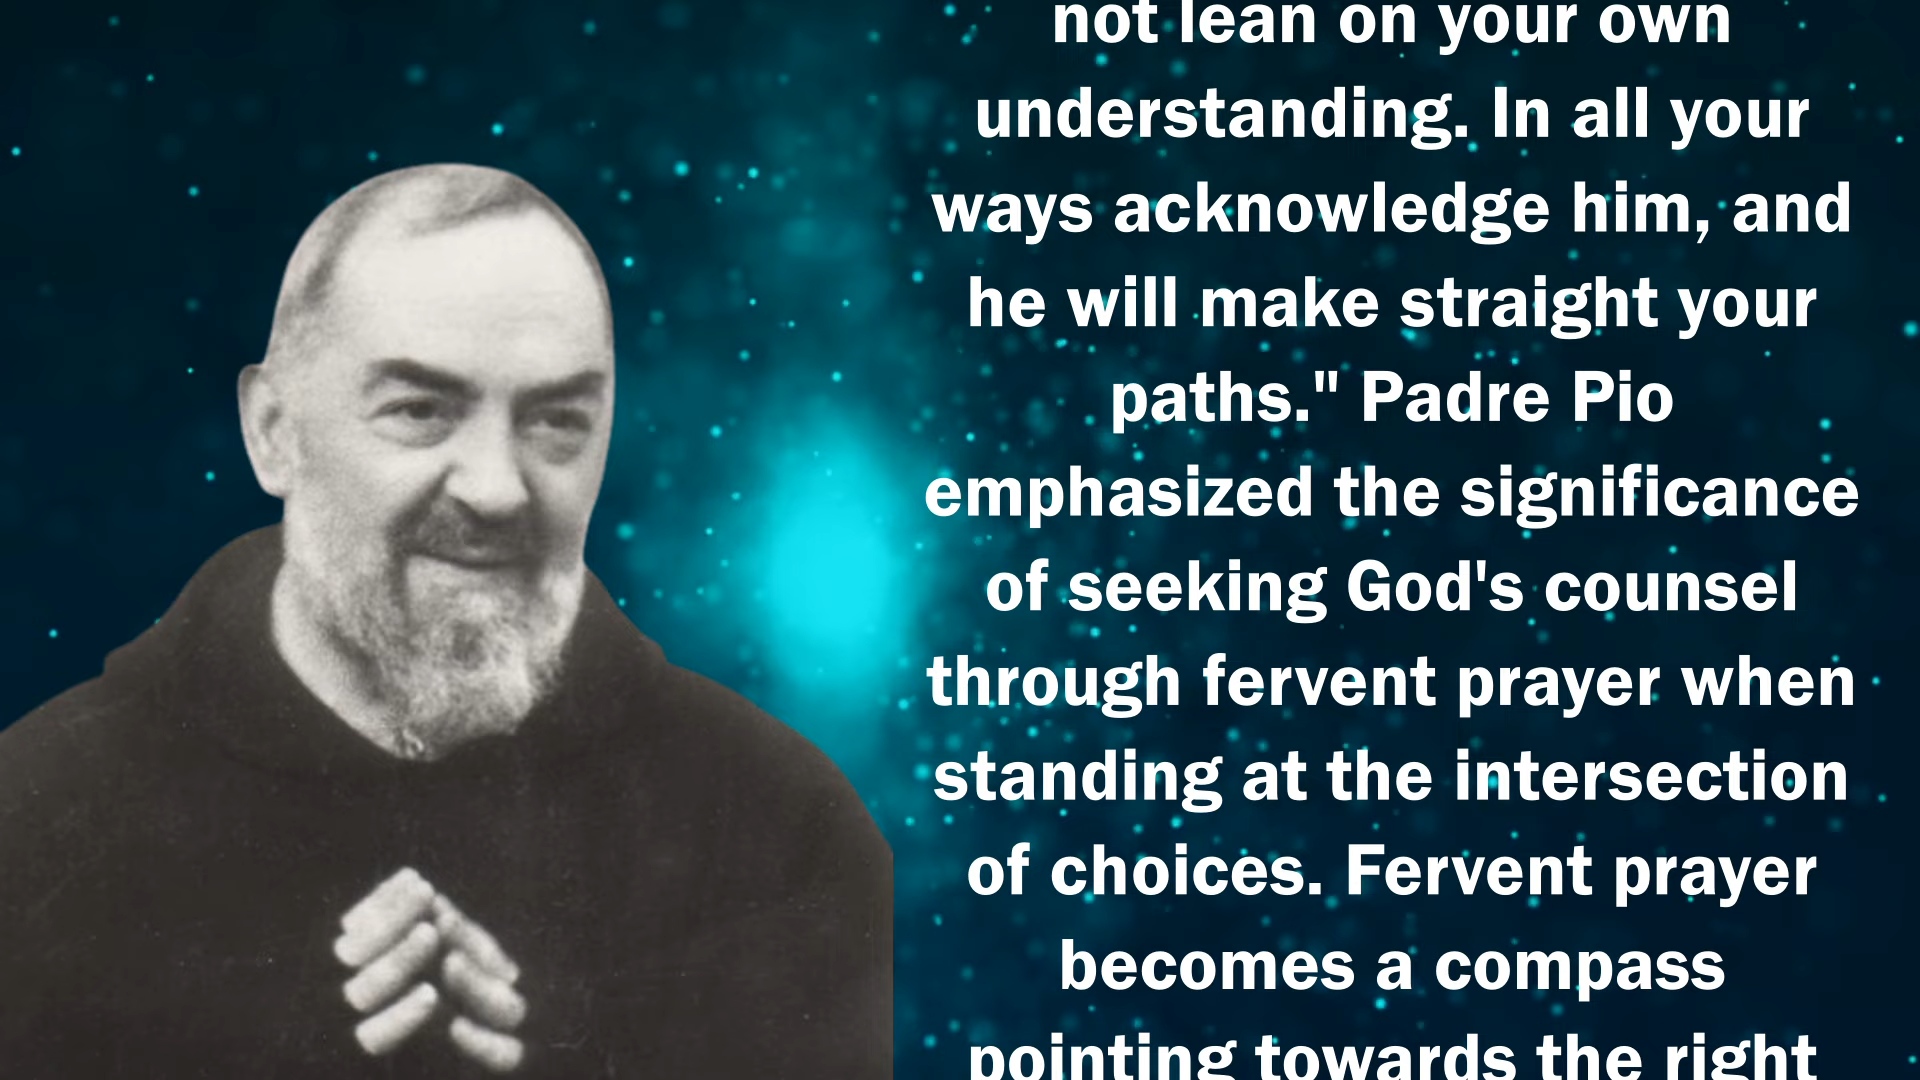 not lean on your own
understanding. In all your
ways acknowledge him, and
he will make straight your
paths." Padre Pio
emphasized the significance
of seeking God's counsel
through fervent prayer when
standing at the intersection
of choices. Fervent prayer
becomes a compass
pointing towards the right